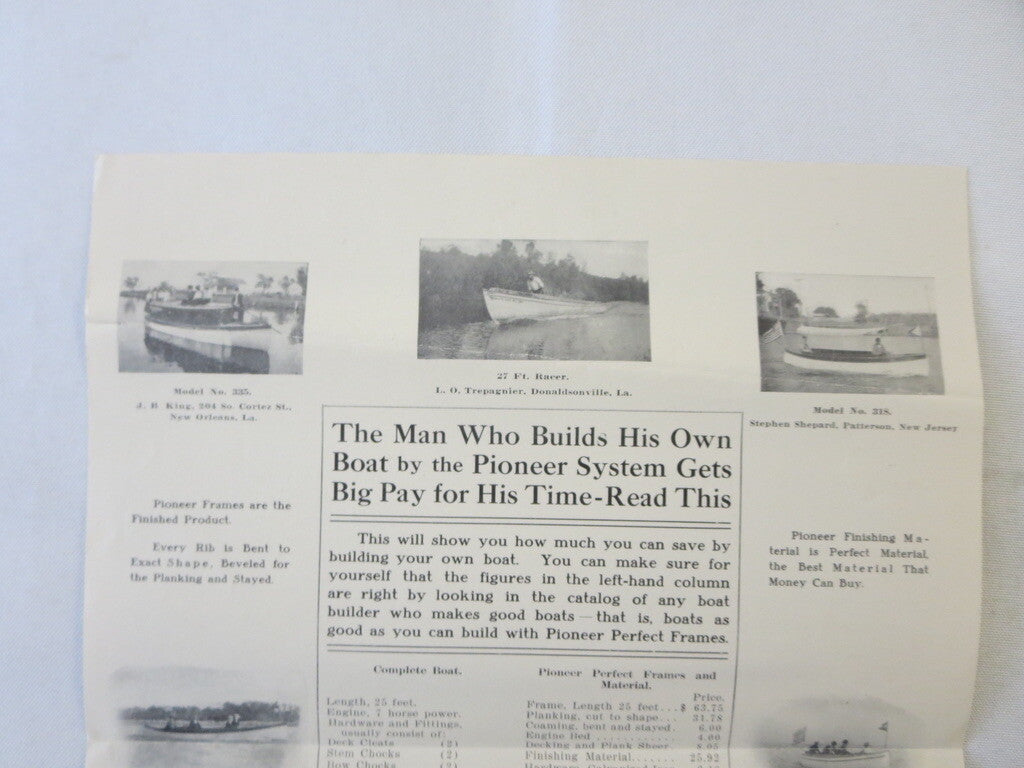 27 Ft. Racer.
L. O. Trepagnier, Donaldsonville, La.
Model No. 335.
J. B. King, 204 So. Cortez St.,
New Orleans, La.
Model No. 318.
Stephen Shepard, Patterson, New Jersey
Pioneer Frames are the
Finished Product.
Every Rib is Bent to
Exact Shape, Beveled for
the Planking and Stayed.
The Man Who Builds His Own
Boat by the Pioneer System Gets
Big Pay for His Time-Read This
This will show you how much you can save by
building your own boat. You can make sure for
yourself that the figures in the left-hand column
are right by looking in the catalog of any boat
builder who makes good boats—that is, boats as
good as you can build with Pioneer Perfect Frames.
Pioneer Finishing Ma-
terial is Perfect Material,
the Best Material That
Money Can Buy.
Complete Boat.
Length, 25 feet.
Engine, 7 horse power.
Hardware and Fittings,
usually consist of:
Deck Cleats (2)
Stem Chocks (2)
Bow Chocks (2)
Pioneer Perfect Frames and
Material.
Price.
Frame, Length 25 feet...$ 63.75
Planking, cut to shape... 31.78
Coaming, bent and stayed. 6.00
Engine Bed ............ 4.00
Decking and Plank Sheer. 8.05
Finishing Material....... 25.92